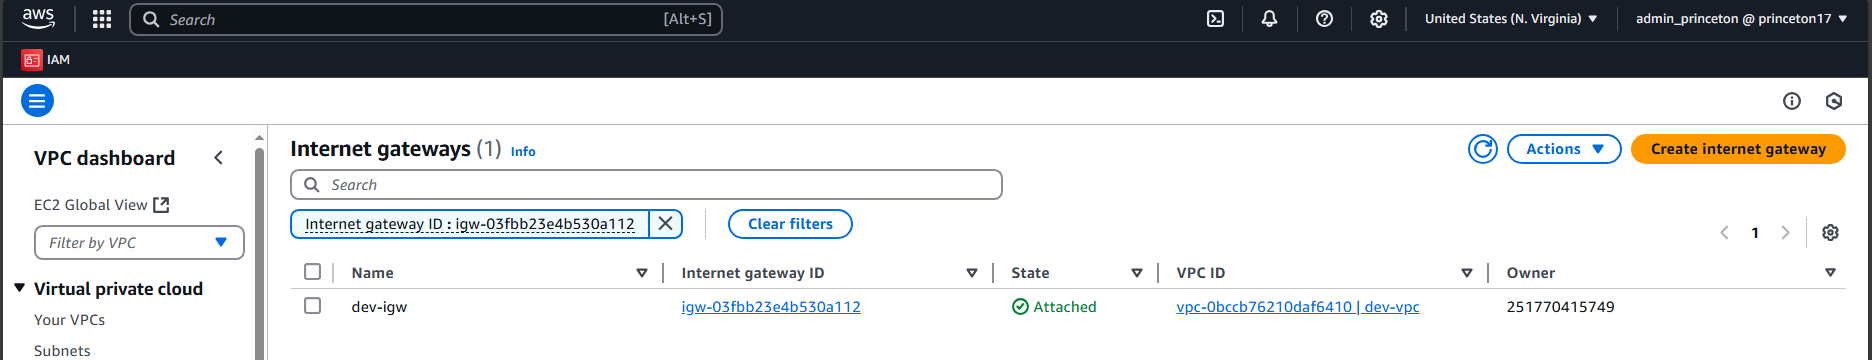 aws
Search [Alt+S]
United States (N. Virginia)
admin_princeton @ princeton17
IAM
VPC dashboard
EC2 Global View
Filter by VPC
Virtual private cloud
Your VPCs
Subnets
Internet gateways (1) Info
Actions
Create internet gateway
Search
Internet gateway ID : igw-03fbb23e4b530a112
Clear filters
1
Name Internet gateway ID State VPC ID Owner
dev-igw igw-03fbb23e4b530a112 Attached vpc-0bccb76210daf6410 | dev-vpc 251770415749